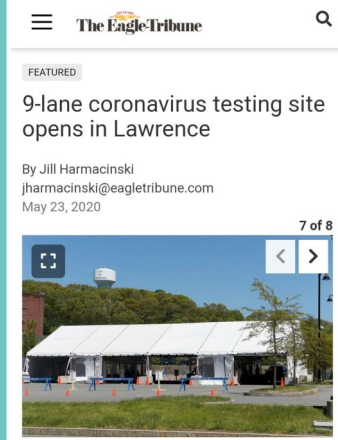 The Eagle-Tribune
FEATURED
9-lane coronavirus testing site
opens in Lawrence
By Jill Harmacinski
jharmacinski@eagletribune.com
May 23, 2020
7 of 8